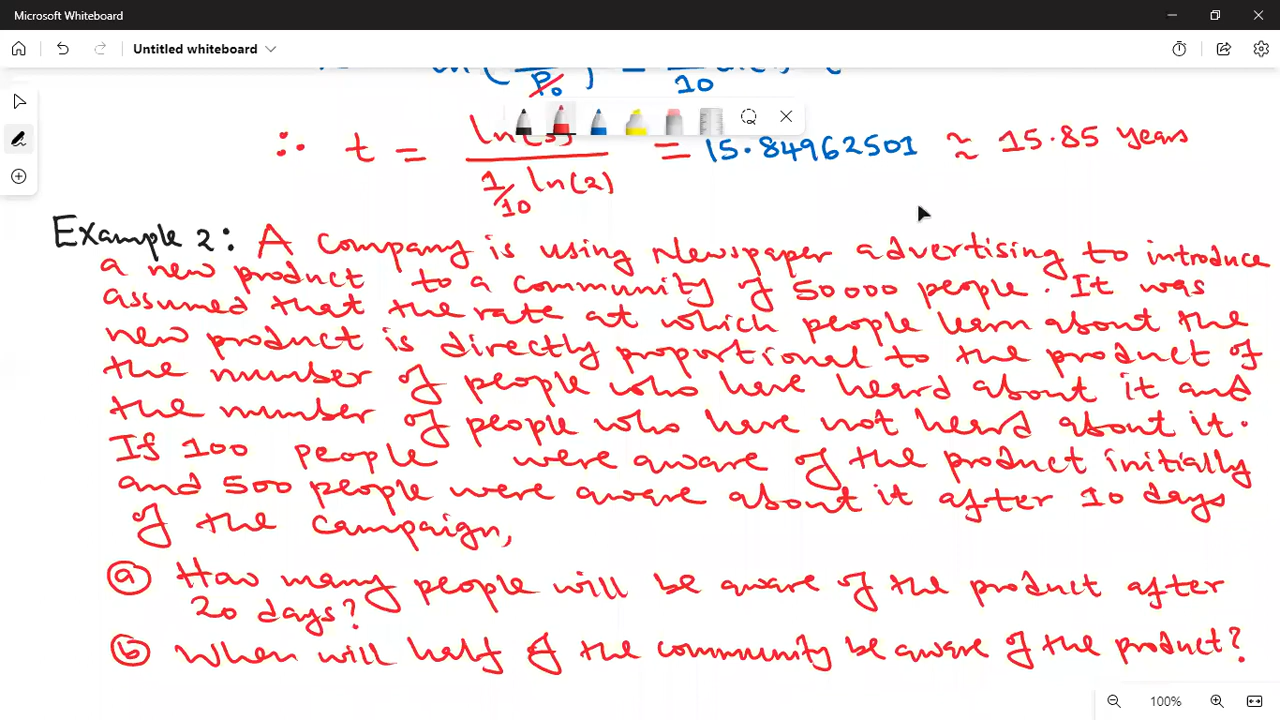 Microsoft Whiteboard
Untitled whiteboard
10
∴ t = ln(3) / 1/10 ln(2) = 15.84962501 ≈ 15.85 years
Example 2: A company is using Newspaper advertising to introduce
a new product to a community of 50000 people. It was
assumed that the rate at which people learn about the
new product is directly proportional to the product of
the number of people who have heard about it and
the number of people who have not heard about it.
If 100 people were aware of the product initially
and 500 people were aware about it after 10 days
of the campaign,
(a) How many people will be aware of the product after
20 days?
(b) When will half of the community be aware of the product?
100%